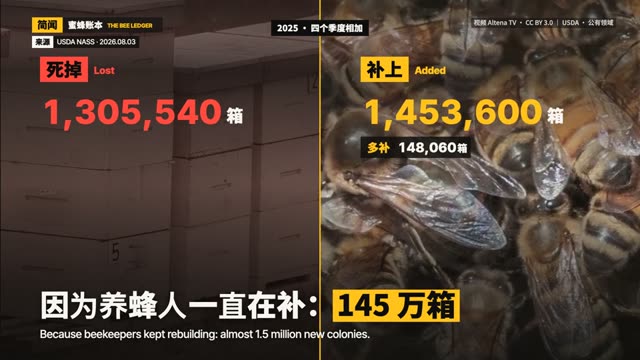 简闻 蜜蜂账本 THE BEE LEDGER
来源 USDA NASS · 2026.08.03
2025 · 四个季度相加
视频 Altena TV · CC BY 3.0 | USDA · 公有领域
死掉 Lost
1,305,540 箱
补上 Added
1,453,600 箱
多补 148,060箱
5
因为养蜂人一直在补：145 万箱
Because beekeepers kept rebuilding: almost 1.5 million new colonies.